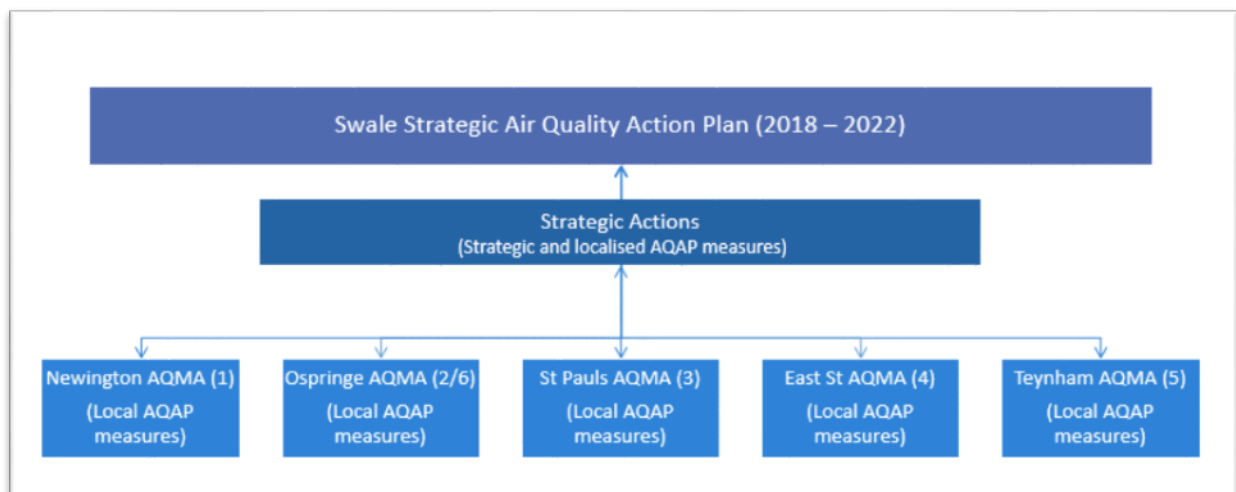 Swale Strategic Air Quality Action Plan (2018 – 2022)
Strategic Actions
(Strategic and localised AQAP measures)
Newington AQMA (1)
(Local AQAP
measures)
Ospringe AQMA (2/6)
(Local AQAP
measures)
St Pauls AQMA (3)
(Local AQAP
measures)
East St AQMA (4)
(Local AQAP
measures)
Teynham AQMA (5)
(Local AQAP
measures)